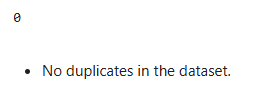 0
• No duplicates in the dataset.